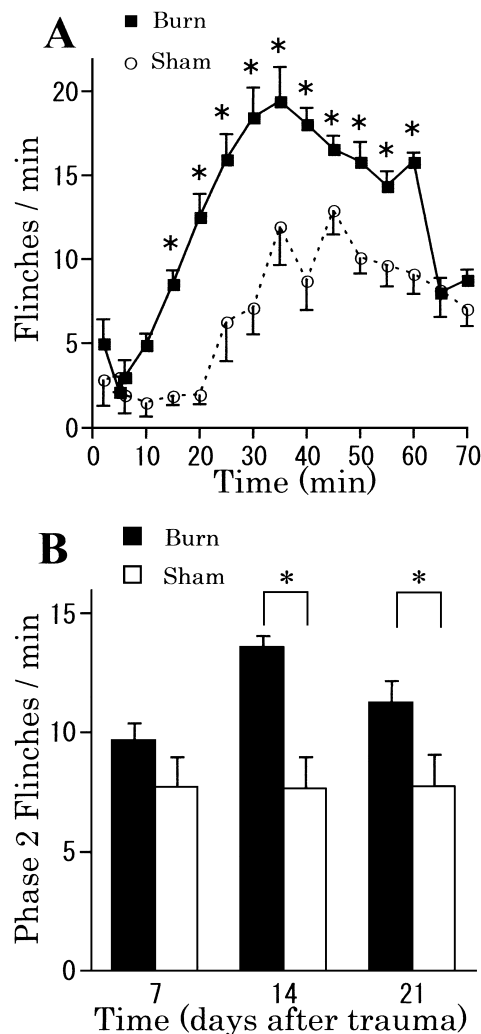 A
Burn
Sham
Flinches / min
20
15
10
5
0
* * * * * * * * * *
0 10 20 30 40 50 60 70
Time (min)
B
Burn
Sham
Phase 2 Flinches / min
15
10
5
0
* *
7 14 21
Time (days after trauma)